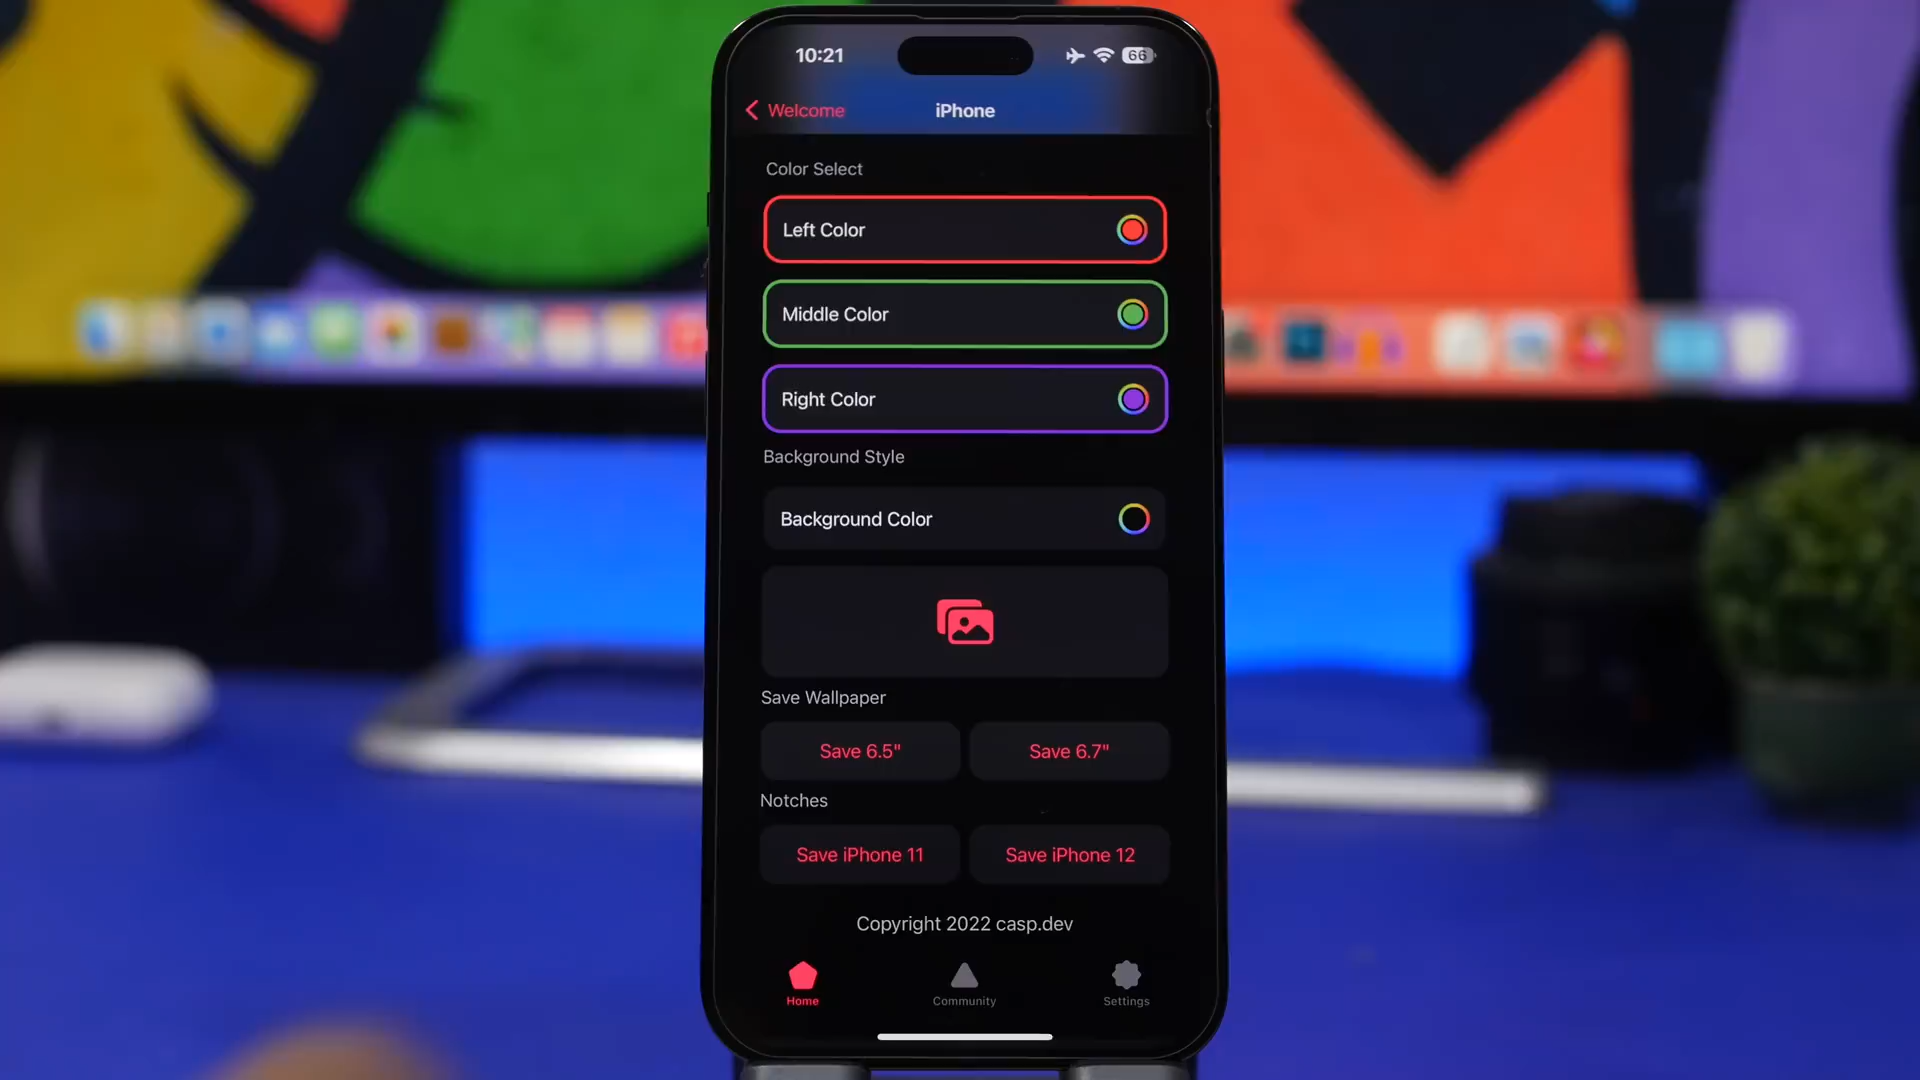 10:21
66
Welcome
iPhone
Color Select
Left Color
Middle Color
Right Color
Background Style
Background Color
Save Wallpaper
Save 6.5"
Save 6.7"
Notches
Save iPhone 11
Save iPhone 12
Copyright 2022 casp.dev
Home
Community
Settings